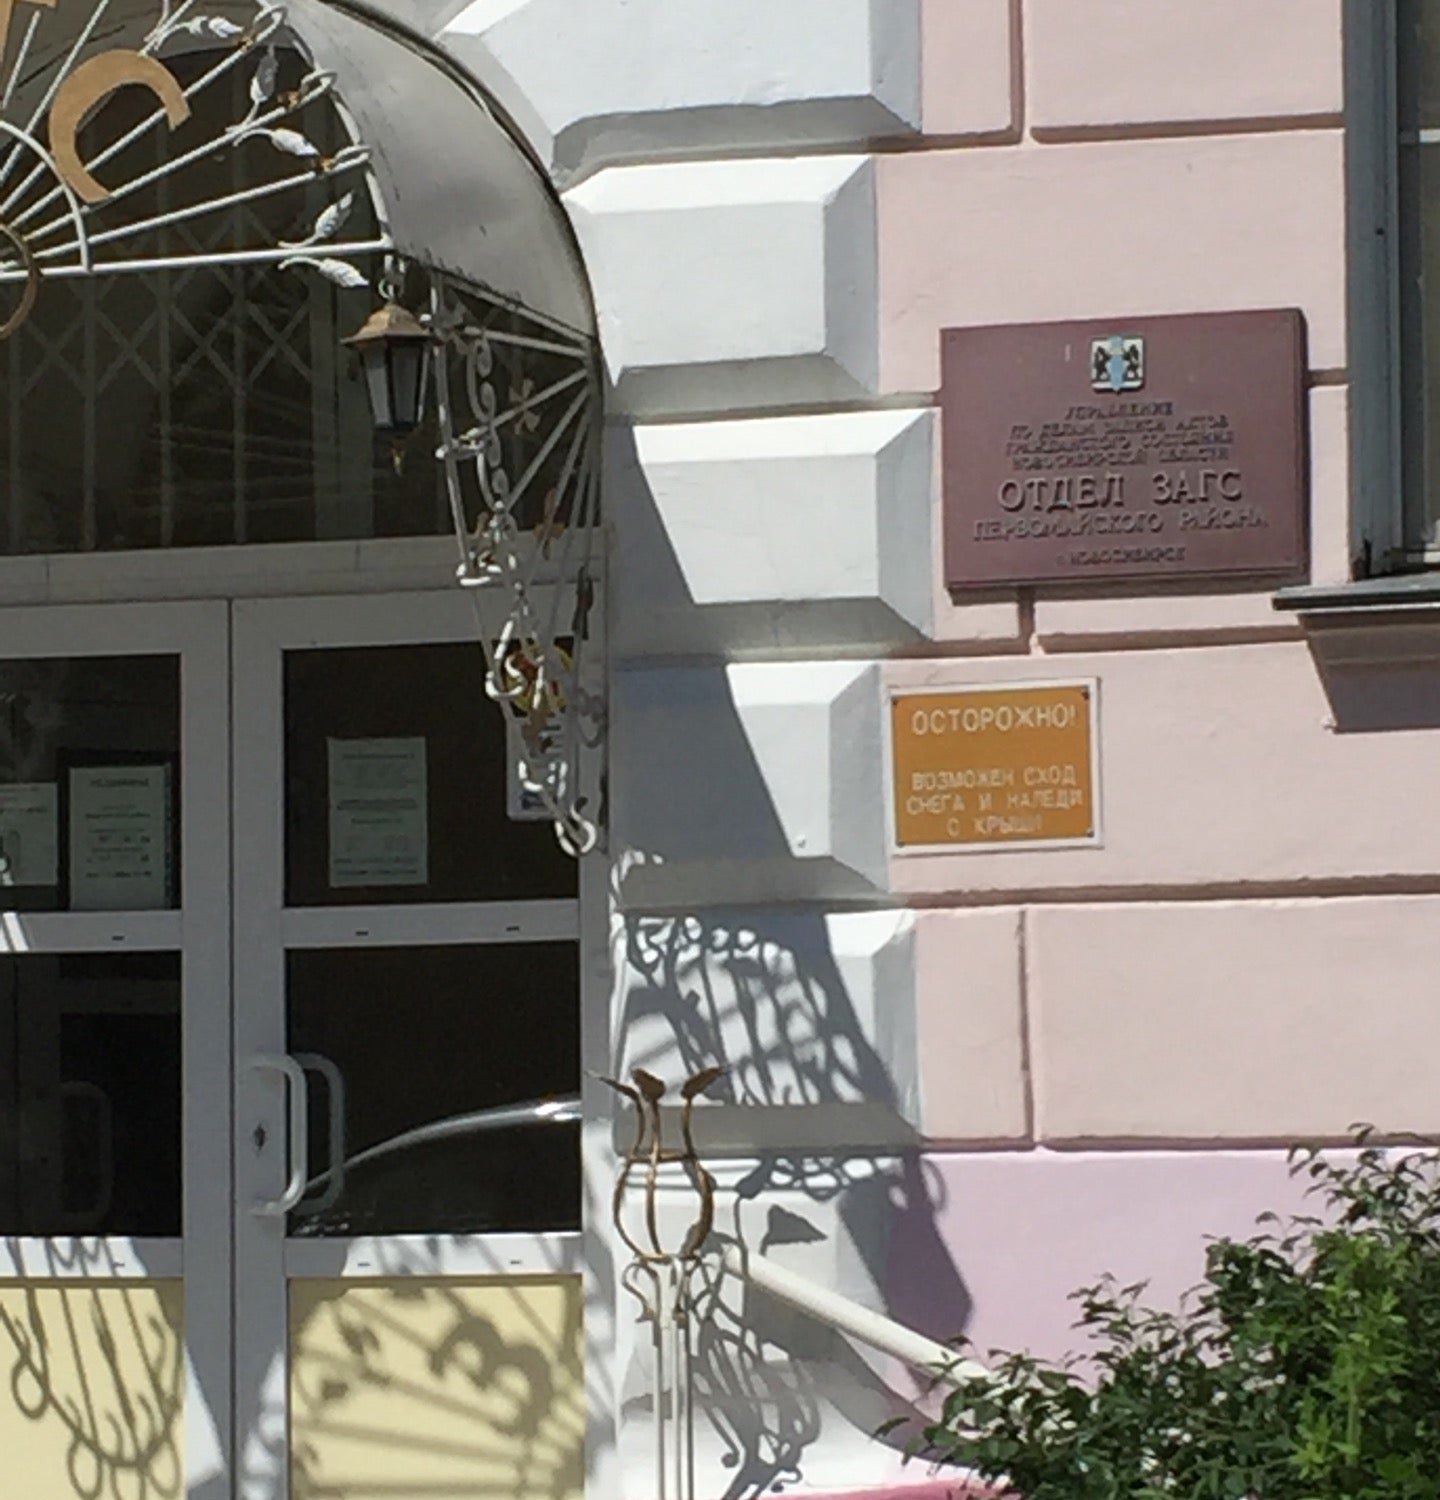 С
УПРАВЛЕНИЕ
ПО ДЕЛАМ ЗАПИСИ АКТОВ
ГРАЖДАНСКОГО СОСТОЯНИЯ
НОВОСИБИРСКОЙ ОБЛАСТИ
ОТДЕЛ ЗАГС
ПЕРВОМАЙСКОГО РАЙОНА
г. НОВОСИБИРСК
ОСТОРОЖНО!
ВОЗМОЖЕН СХОД
СНЕГА И НАЛЕДИ
С КРЫШ!